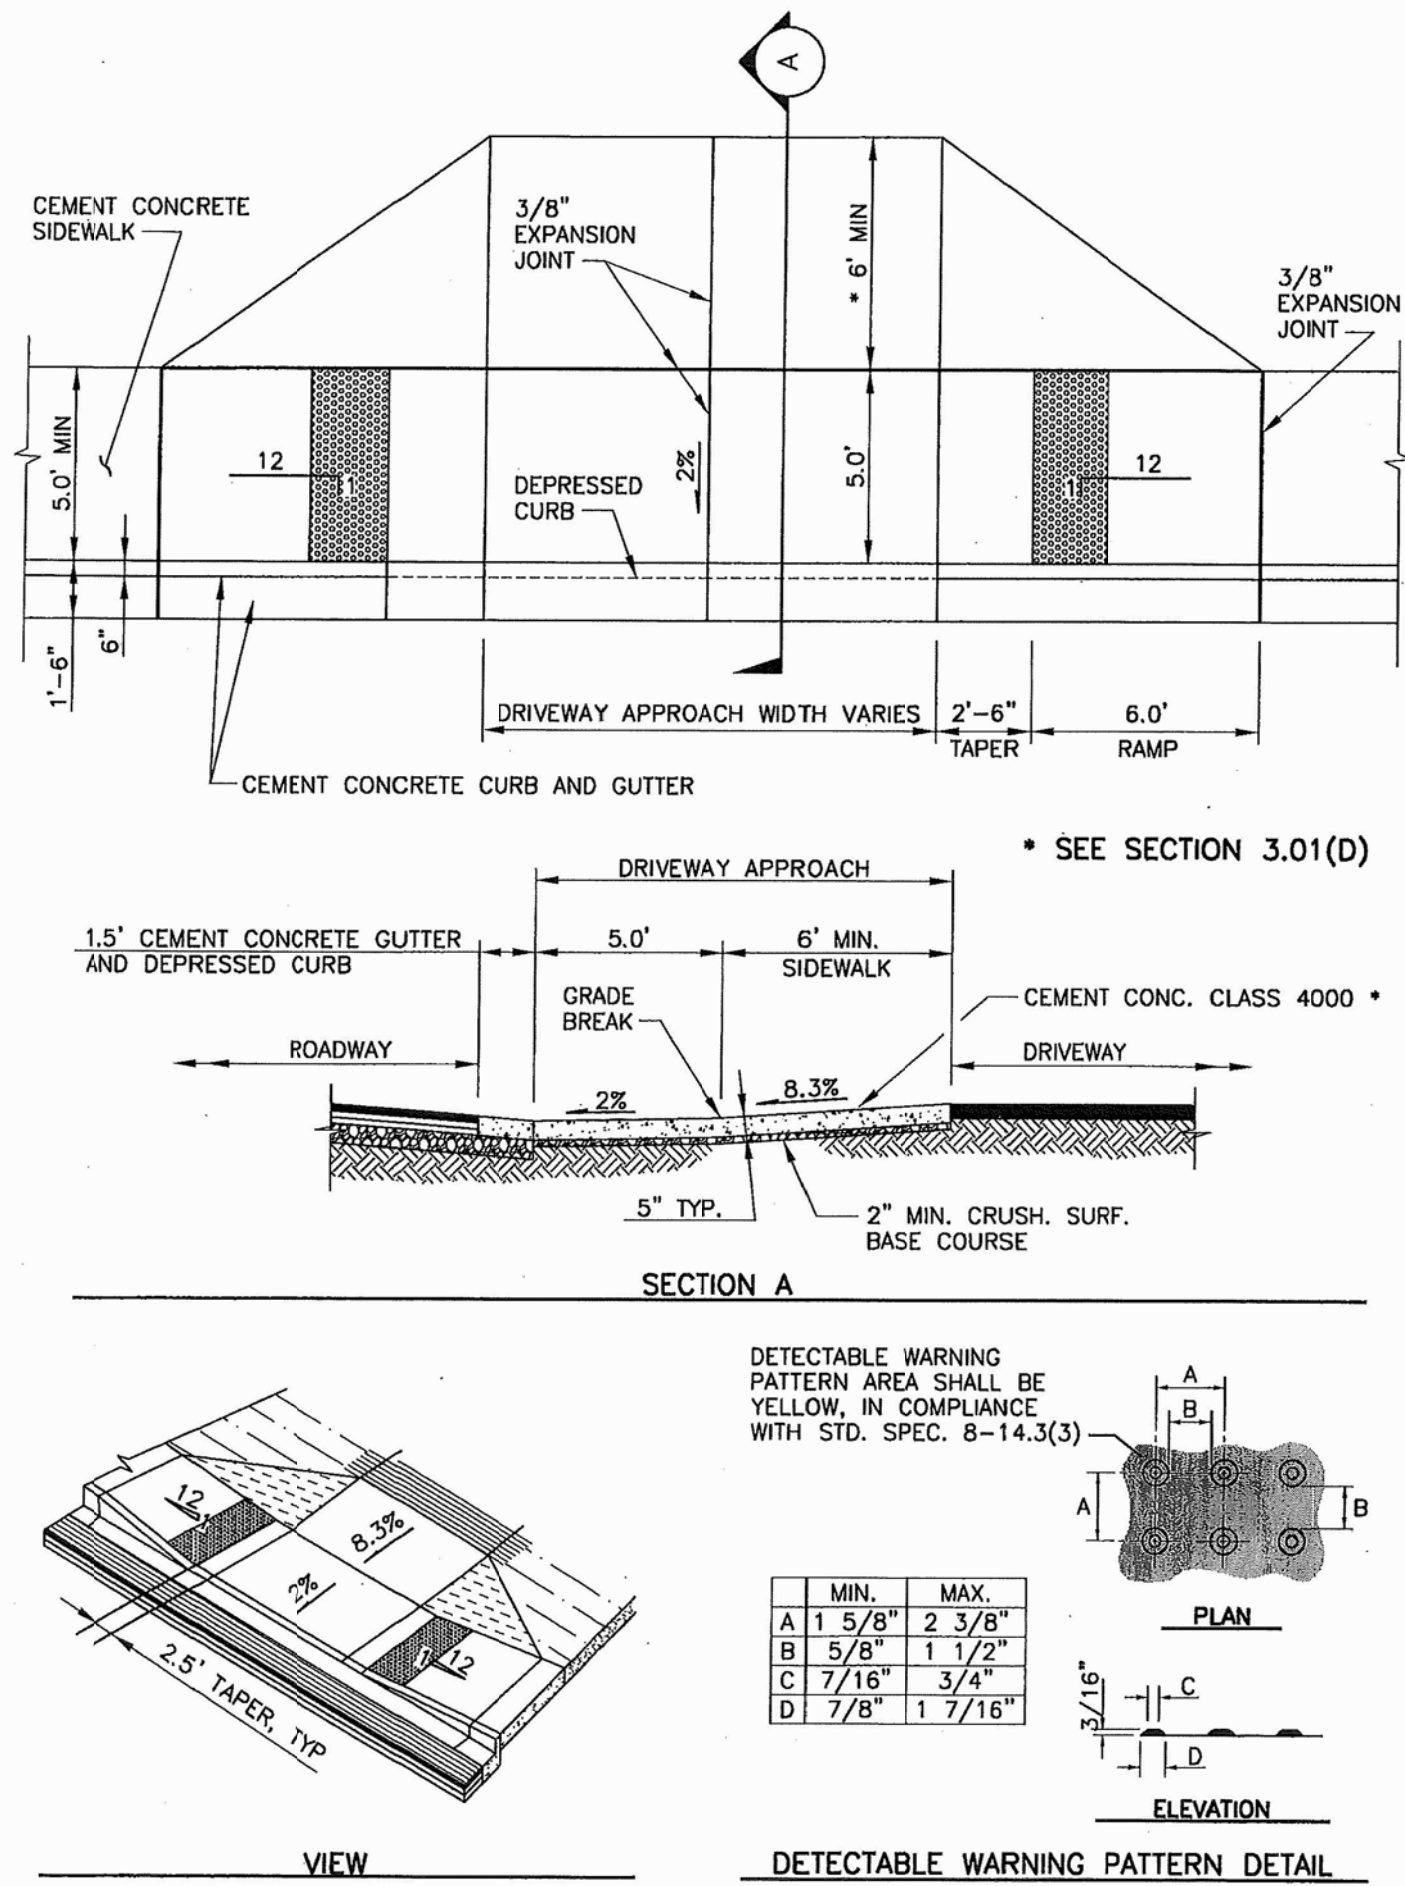 A
CEMENT CONCRETE
SIDEWALK
3/8"
EXPANSION
JOINT
* 6' MIN
3/8"
EXPANSION
JOINT
5.0' MIN
12
1
DEPRESSED
CURB
2%
5.0'
12
1
1'-6"
6"
DRIVEWAY APPROACH WIDTH VARIES
2'-6"
TAPER
6.0'
RAMP
CEMENT CONCRETE CURB AND GUTTER
* SEE SECTION 3.01(D)
DRIVEWAY APPROACH
1.5' CEMENT CONCRETE GUTTER
AND DEPRESSED CURB
5.0'
6' MIN.
SIDEWALK
GRADE
BREAK
CEMENT CONC. CLASS 4000 *
ROADWAY
DRIVEWAY
2%
8.3%
5" TYP.
2" MIN. CRUSH. SURF.
BASE COURSE
SECTION A
12
1
8.3%
2%
1
12
2.5' TAPER, TYP
VIEW
DETECTABLE WARNING
PATTERN AREA SHALL BE
YELLOW, IN COMPLIANCE
WITH STD. SPEC. 8-14.3(3)
A
B
A
B
PLAN
MIN. MAX.
A 1 5/8" 2 3/8"
B 5/8" 1 1/2"
C 7/16" 3/4"
D 7/8" 1 7/16"
3/16"
C
D
ELEVATION
DETECTABLE WARNING PATTERN DETAIL